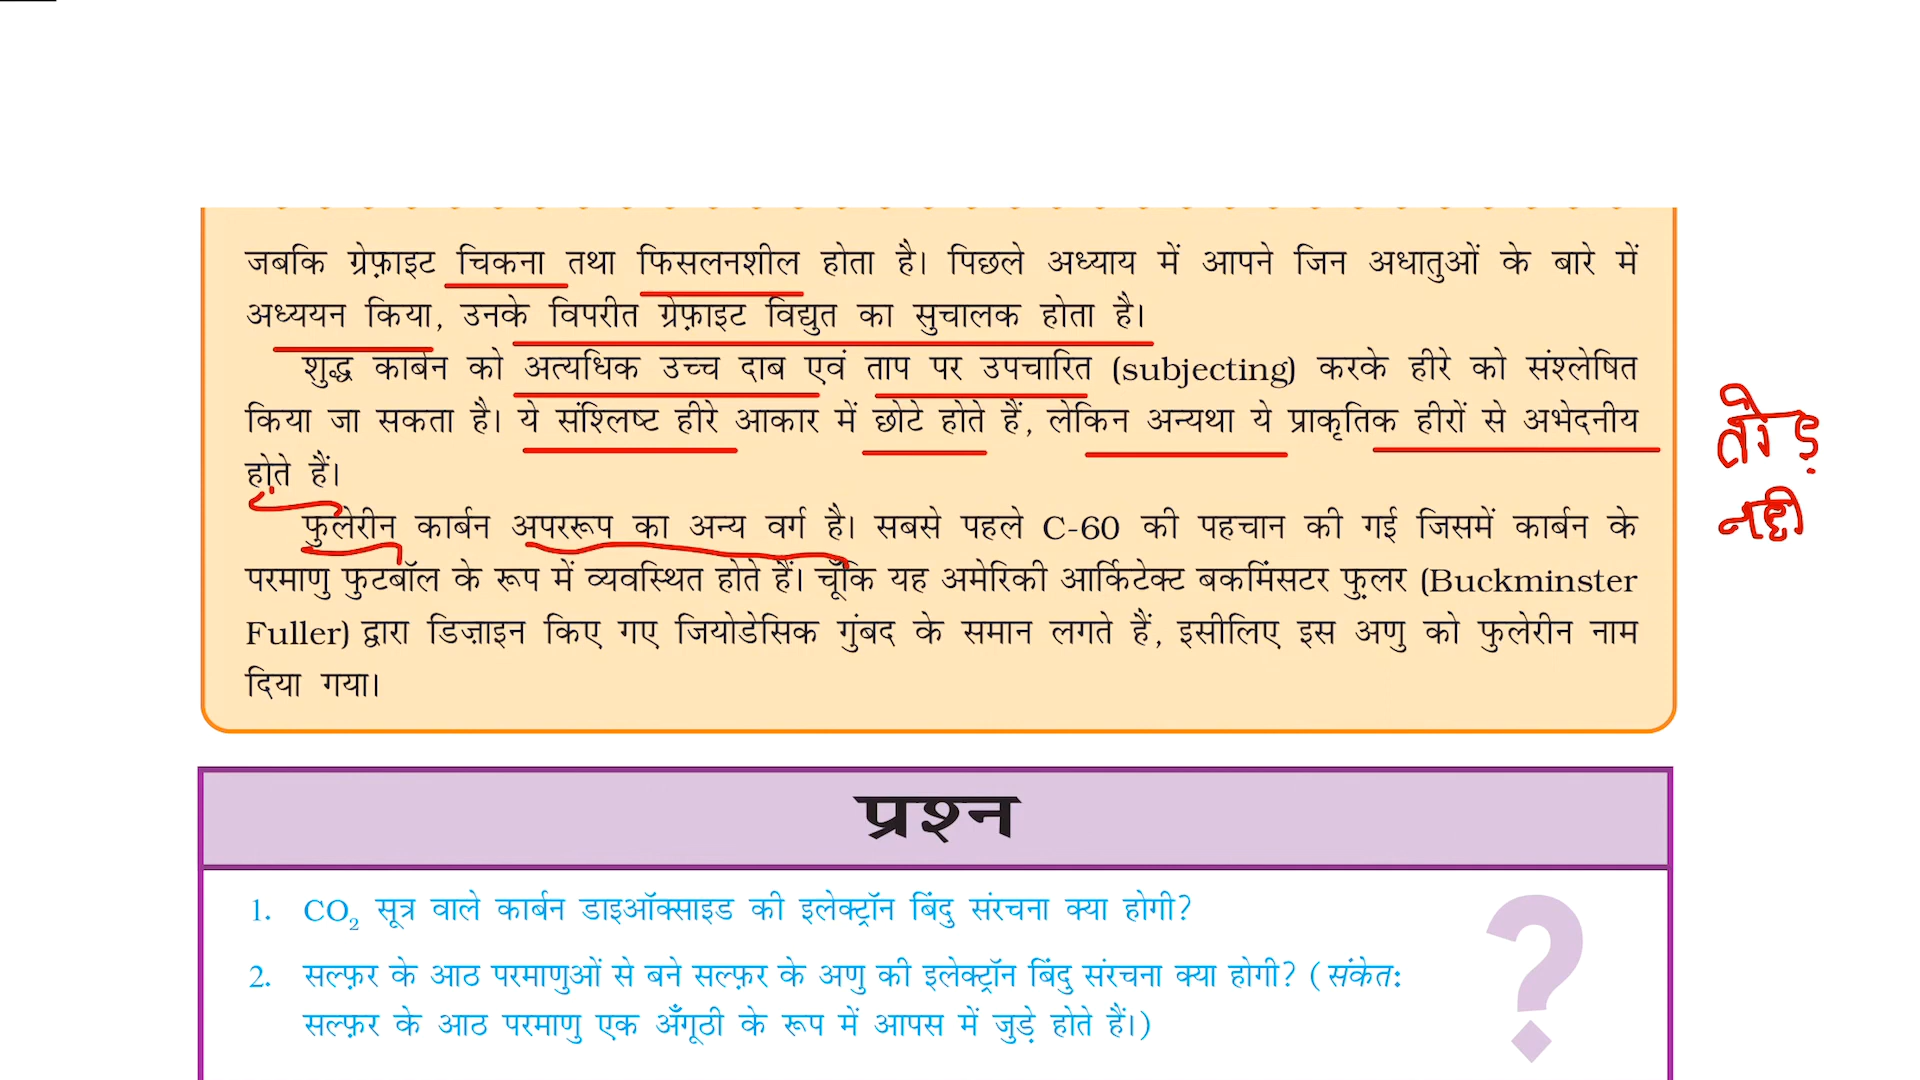 जबकि ग्रेफ़ाइट चिकना तथा फिसलनशील होता है। पिछले अध्याय में आपने जिन अधातुओं के बारे में
अध्ययन किया, उनके विपरीत ग्रेफ़ाइट विद्युत का सुचालक होता है।
शुद्ध कार्बन को अत्यधिक उच्च दाब एवं ताप पर उपचारित (subjecting) करके हीरे को संश्लेषित
किया जा सकता है। ये संश्लिष्ट हीरे आकार में छोटे होते हैं, लेकिन अन्यथा ये प्राकृतिक हीरों से अभेदनीय
होते हैं।
तोड़
नही
फुलेरीन कार्बन अपररूप का अन्य वर्ग है। सबसे पहले C-60 की पहचान की गई जिसमें कार्बन के
परमाणु फुटबॉल के रूप में व्यवस्थित होते हैं। चूँकि यह अमेरिकी आर्किटेक्ट बकमिंसटर फुलर (Buckminster
Fuller) द्वारा डिज़ाइन किए गए जियोडेसिक गुंबद के समान लगते हैं, इसीलिए इस अणु को फुलेरीन नाम
दिया गया।
प्रश्न
1. CO₂ सूत्र वाले कार्बन डाइऑक्साइड की इलेक्ट्रॉन बिंदु संरचना क्या होगी?
2. सल्फ़र के आठ परमाणुओं से बने सल्फ़र के अणु की इलेक्ट्रॉन बिंदु संरचना क्या होगी? (संकेत:
सल्फ़र के आठ परमाणु एक अँगूठी के रूप में आपस में जुड़े होते हैं।)
?